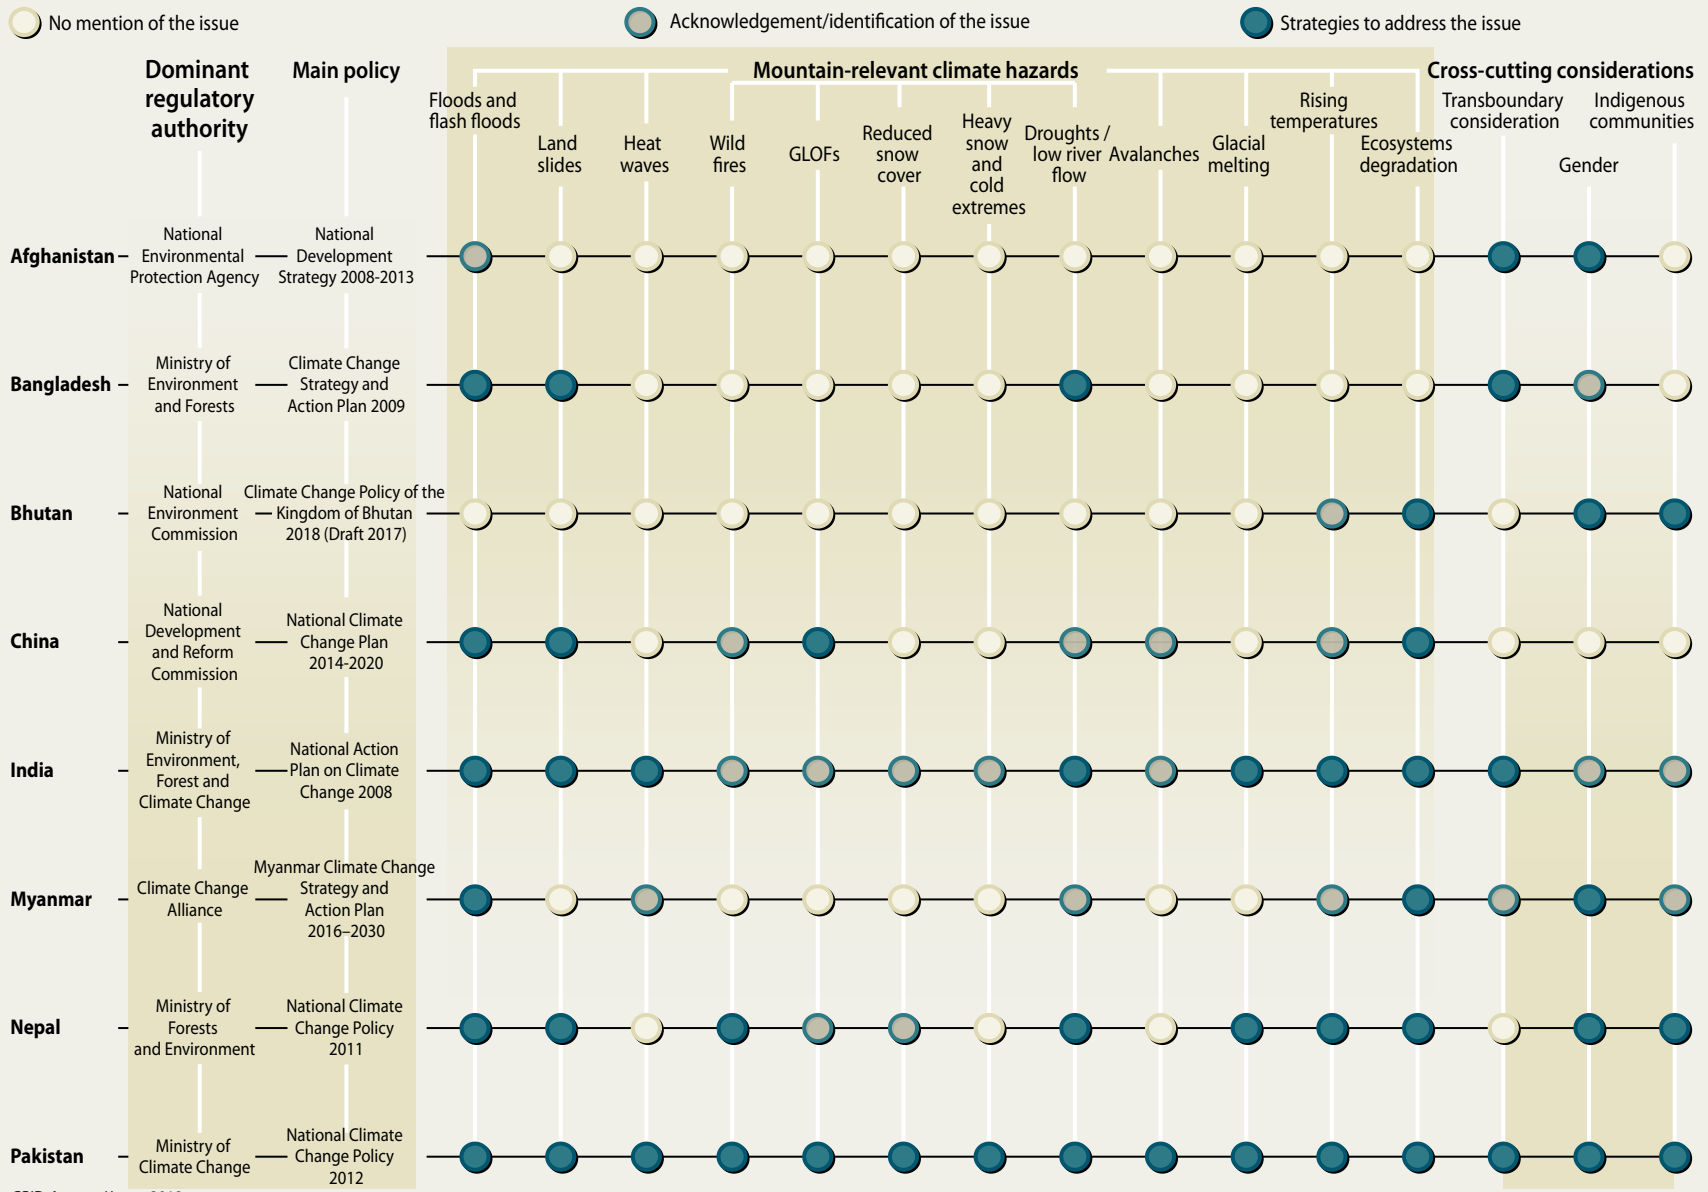 No mention of the issue
Acknowledgement/identification of the issue
Strategies to address the issue
Dominant
regulatory
authority
Main policy
Mountain-relevant climate hazards
Cross-cutting considerations
Floods and
flash floods
Land
slides
Heat
waves
Wild
fires
GLOFs
Reduced
snow
cover
Heavy
snow
and
cold
extremes
Droughts /
low river
flow
Avalanches
Glacial
melting
Rising
temperatures
Ecosystems
degradation
Transboundary
consideration
Gender
Indigenous
communities
Afghanistan
National
Environmental
Protection Agency
National
Development
Strategy 2008-2013
Bangladesh
Ministry of
Environment
and Forests
Climate Change
Strategy and
Action Plan 2009
Bhutan
National
Environment
Commission
Climate Change Policy of the
Kingdom of Bhutan
2018 (Draft 2017)
China
National
Development
and Reform
Commission
National Climate
Change Plan
2014-2020
India
Ministry of
Environment,
Forest and
Climate Change
National Action
Plan on Climate
Change 2008
Myanmar
Climate Change
Alliance
Myanmar Climate Change
Strategy and
Action Plan
2016–2030
Nepal
Ministry of
Forests
and Environment
National Climate
Change Policy
2011
Pakistan
Ministry of
Climate Change
National Climate
Change Policy
2012